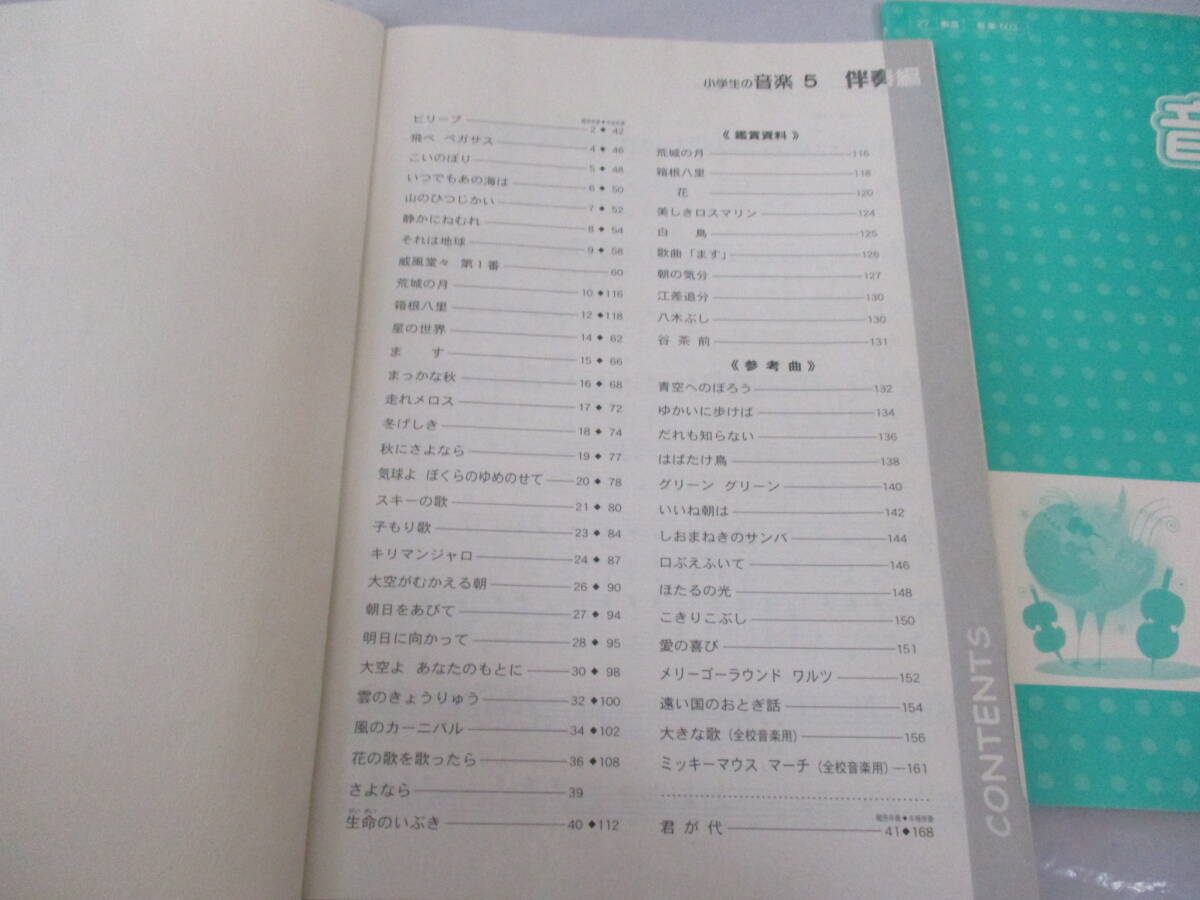 小学生の音楽 5 伴奏編
簡易伴奏◆本格伴奏
ビリーブ 2◆42
飛べ ペガサス 4◆46
こいのぼり 5◆48
いつでもあの海は 6◆50
山のひつじかい 7◆52
静かにねむれ 8◆54
それは地球 9◆58
威風堂々 第1番 60
荒城の月 10◆116
箱根八里 12◆118
星の世界 14◆62
ます 15◆66
まっかな秋 16◆68
走れメロス 17◆72
冬げしき 18◆74
秋にさよなら 19◆77
気球よ ぼくらのゆめのせて 20◆78
スキーの歌 21◆80
子もり歌 23◆84
キリマンジャロ 24◆87
大空がむかえる朝 26◆90
朝日をあびて 27◆94
明日に向かって 28◆95
大空よ あなたのもとに 30◆98
雲のきょうりゅう 32◆100
風のカーニバル 34◆102
花の歌を歌ったら 36◆108
さよなら 39
生命のいぶき 40◆112
《鑑賞資料》
荒城の月 116
箱根八里 118
花 120
美しきロスマリン 124
白鳥 125
歌曲「ます」 126
朝の気分 127
江差追分 130
八木ぶし 130
谷茶前 131
《参考曲》
青空へのぼろう 132
ゆかいに歩けば 134
だれも知らない 136
はばたけ鳥 138
グリーン グリーン 140
いいね朝は 142
しおまねきのサンバ 144
口ぶえふいて 146
ほたるの光 148
こきりこぶし 150
愛の喜び 151
メリーゴーラウンド ワルツ 152
遠い国のおとぎ話 154
大きな歌（全校音楽用） 156
ミッキーマウス マーチ（全校音楽用） 161
簡易伴奏◆本格伴奏
君が代 41◆168
CONTENTS
27
音